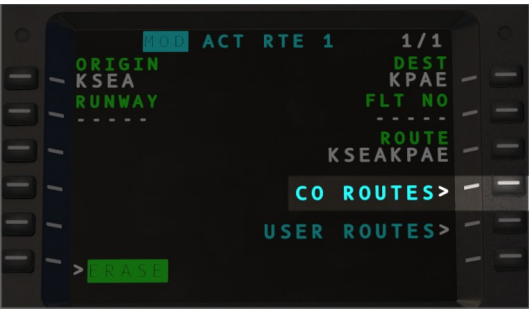 MOD ACT RTE 1 1/1
ORIGIN DEST
KSEA KPAE
RUNWAY FLT NO
----- -----
ROUTE
KSEAKPAE
CO ROUTES>
USER ROUTES>
>ERASE